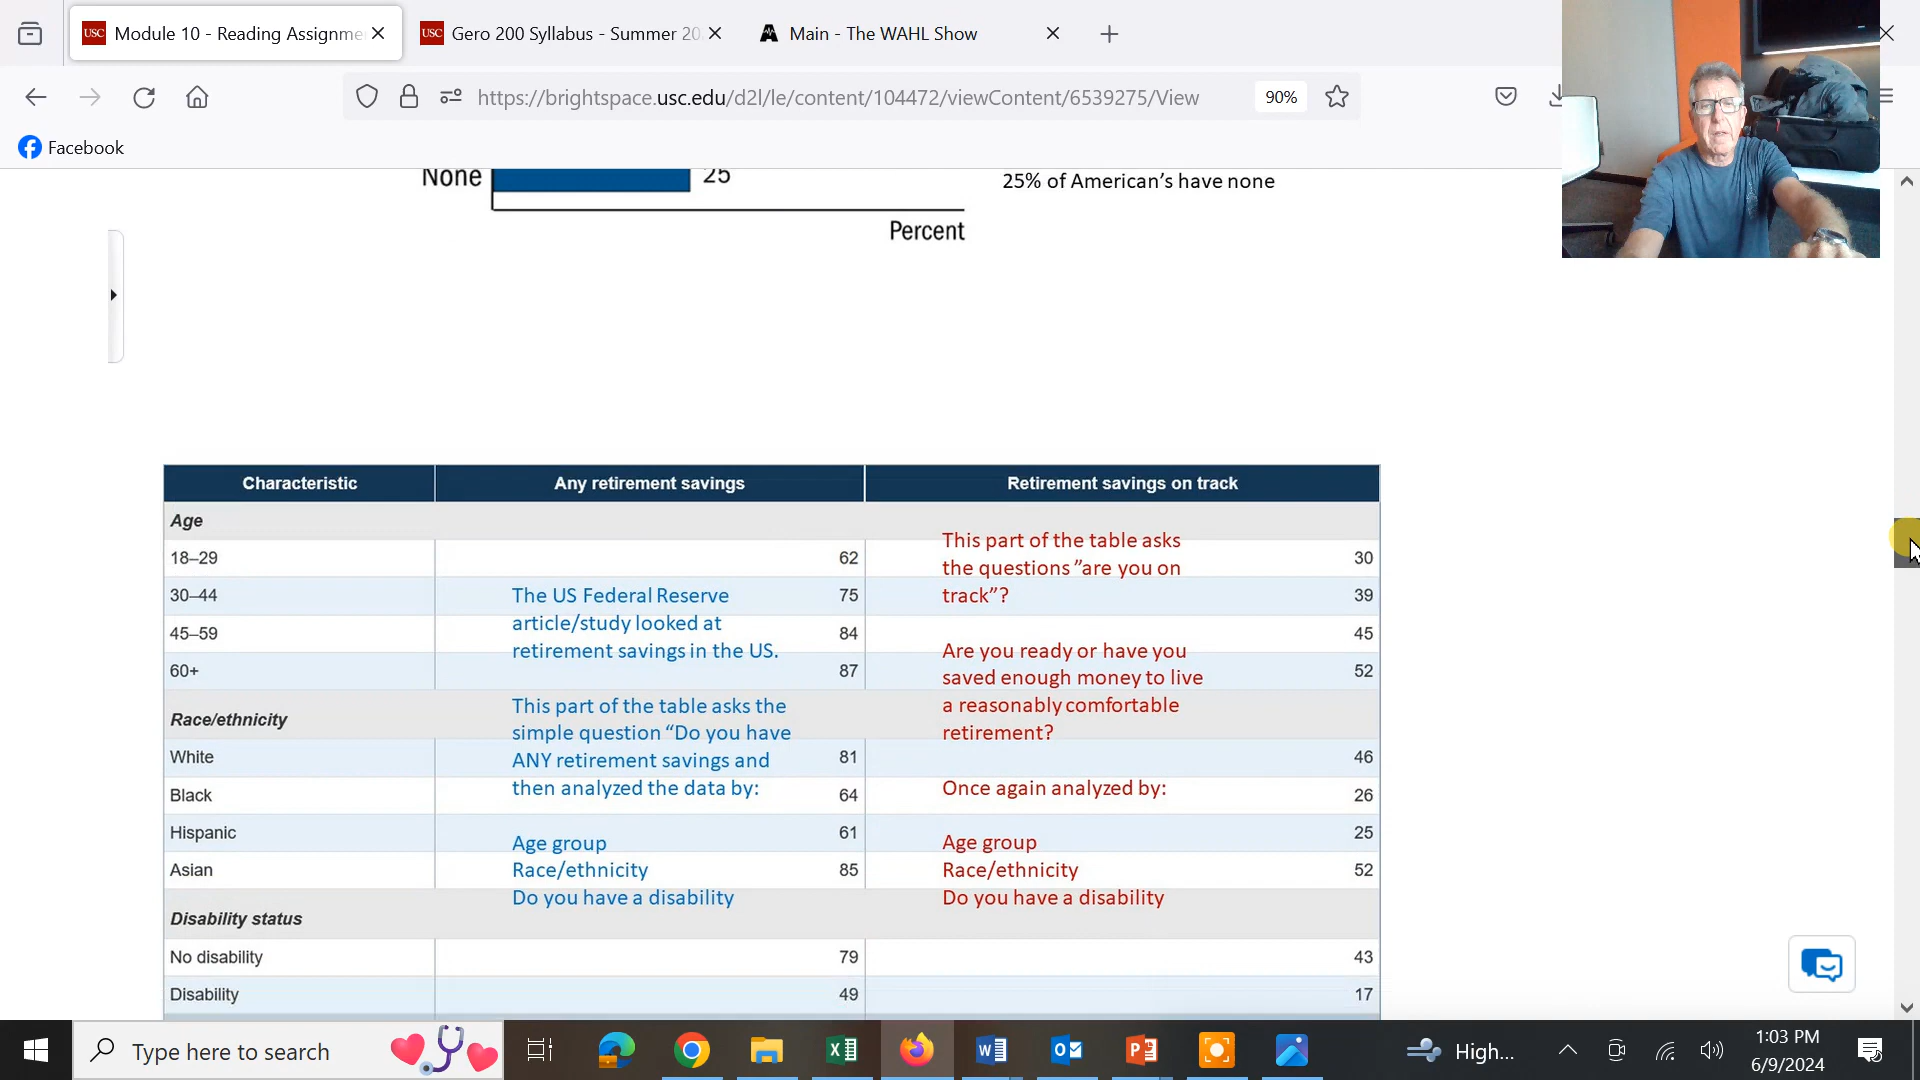 Module 10 - Reading Assignme
Gero 200 Syllabus - Summer 20
Main - The WAHL Show
https://brightspace.usc.edu/d2l/le/content/104472/viewContent/6539275/View
90%
Facebook
None
25
25% of American's have none
Percent
Characteristic
Any retirement savings
Retirement savings on track
Age
18–29
62
30
30–44
75
39
45–59
84
45
60+
87
52
Race/ethnicity
White
81
46
Black
64
26
Hispanic
61
25
Asian
85
52
Disability status
No disability
79
43
Disability
49
17
The US Federal Reserve
article/study looked at
retirement savings in the US.
This part of the table asks the
simple question “Do you have
ANY retirement savings and
then analyzed the data by:
Age group
Race/ethnicity
Do you have a disability
This part of the table asks
the questions ”are you on
track”?
Are you ready or have you
saved enough money to live
a reasonably comfortable
retirement?
Once again analyzed by:
Age group
Race/ethnicity
Do you have a disability
Type here to search
High...
1:03 PM
6/9/2024